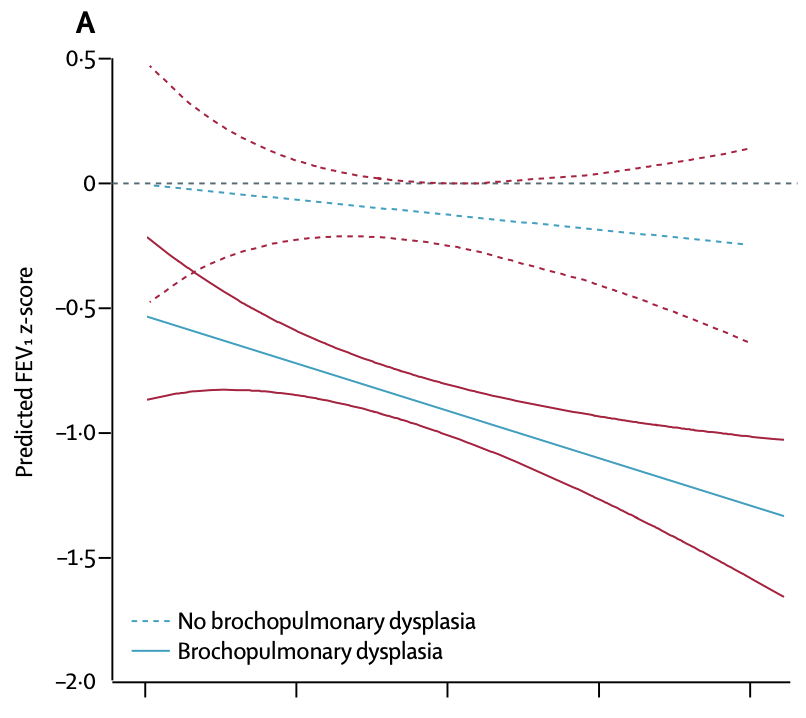 A
0·5
0
–0·5
–1·0
–1·5
–2·0
Predicted FEV₁ z-score
No brochopulmonary dysplasia
Brochopulmonary dysplasia